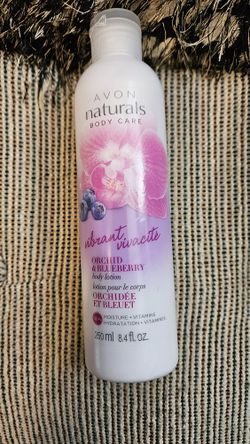 AVON
naturals
BODY CARE
vibrant, vivacité
ORCHID
& BLUEBERRY
body lotion
lotion pour le corps
ORCHIDÉE
ET BLEUET
MOISTURE + VITAMINS
HYDRATATION + VITAMINES
250 ml 8.4 fl. oz.